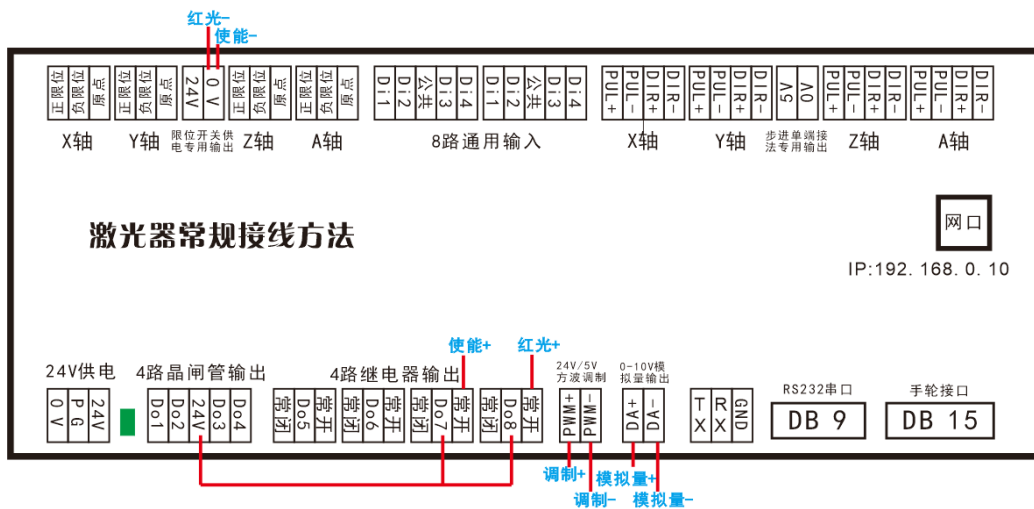 红光-
使能-
正限位 负限位 原点 正限位 负限位 原点 24V 0V 正限位 负限位 原点 正限位 负限位 原点 Di1 Di2 公共 Di3 Di4 Di1 Di2 公共 Di3 Di4 PUL+ PUL- DIR+ DIR- PUL+ PUL- DIR+ DIR- 5V 0V PUL+ PUL- DIR+ DIR- PUL+ PUL- DIR+ DIR-
X轴 Y轴 限位开关供电专用输出 Z轴 A轴 8路通用输入 X轴 Y轴 步进单端接法专用输出 Z轴 A轴
激光器常规接线方法
网口
IP:192.168.0.10
使能+ 红光+
24V供电 4路晶闸管输出 4路继电器输出 24V/5V方波调制 0-10V模拟量输出 RS232串口 手轮接口
0V PG 24V Do1 Do2 24V Do3 Do4 常闭 Do5 常开 常闭 Do6 常开 常闭 Do7 常开 常闭 Do8 常开 PWM+ PWM- DA+ DA- TX RX GND DB 9 DB 15
调制+ 模拟量+
调制- 模拟量-